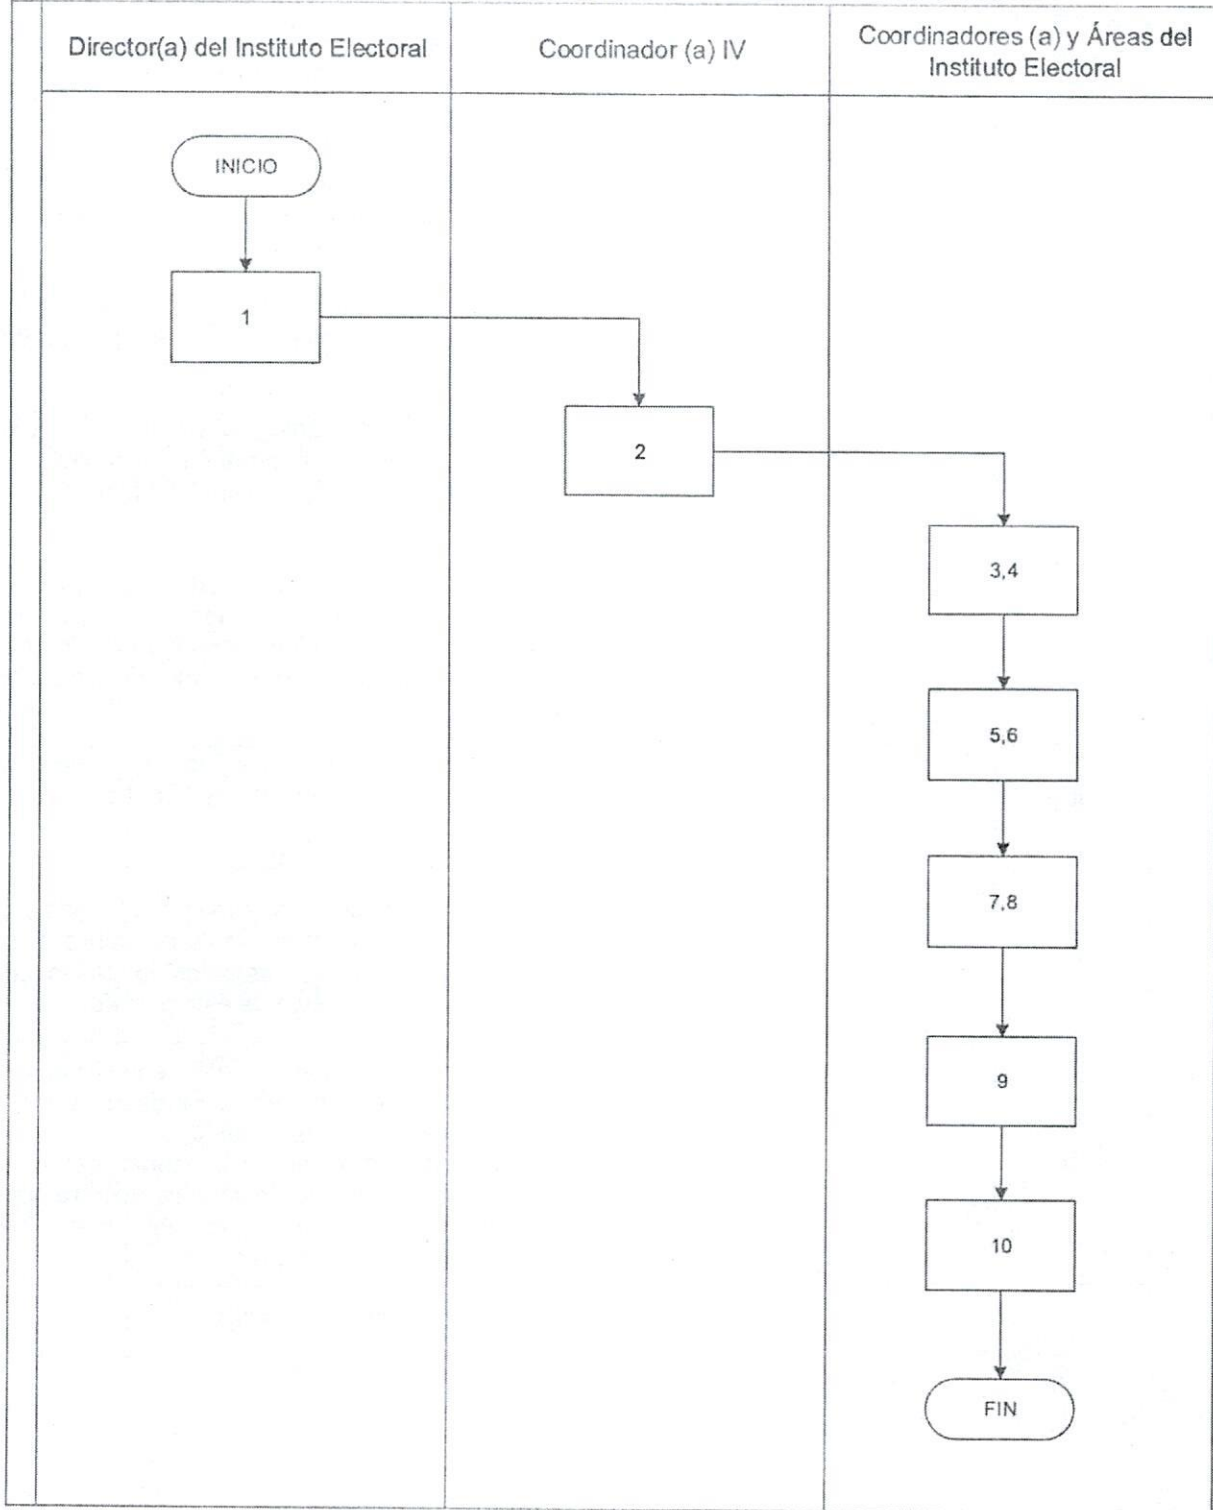 Director(a) del Instituto Electoral
Coordinador (a) IV
Coordinadores (a) y Áreas del
Instituto Electoral
INICIO
1
2
3,4
5,6
7,8
9
10
FIN